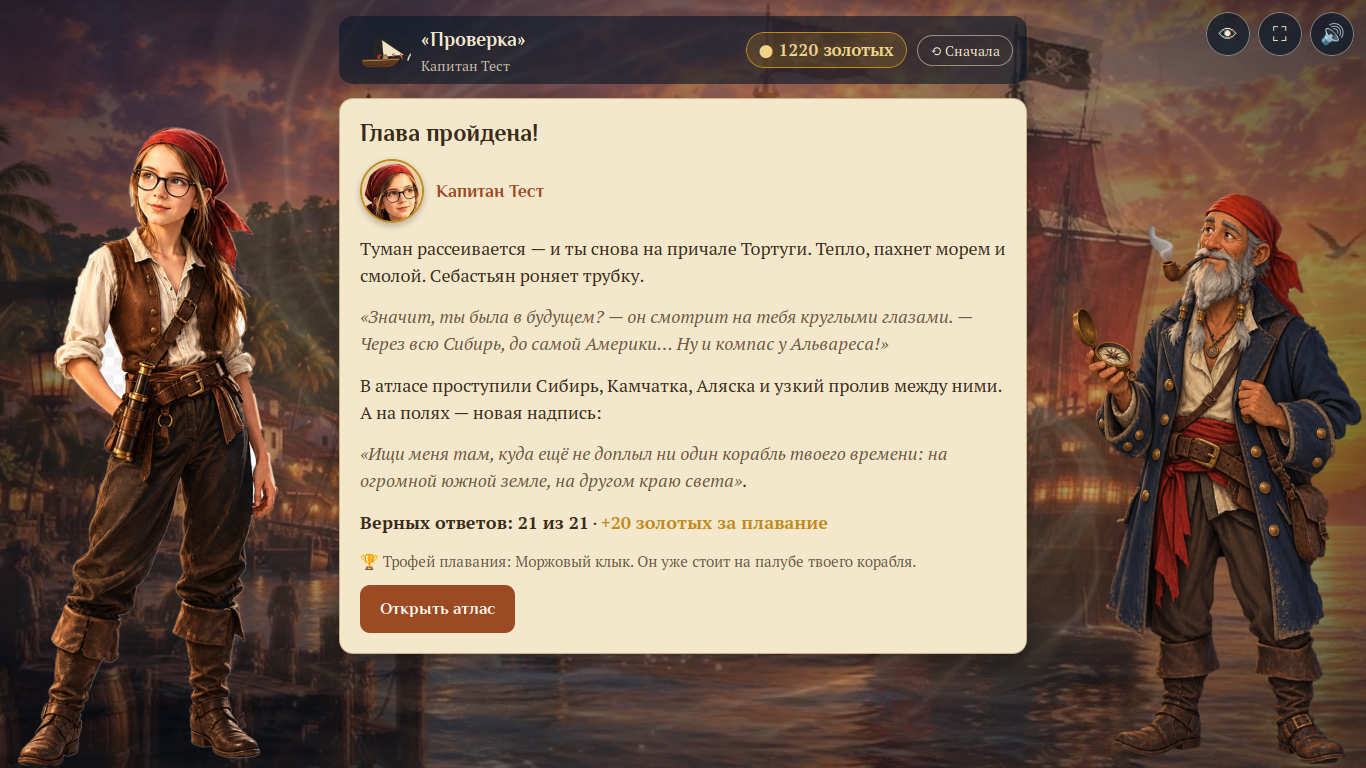 «Проверка»
Капитан Тест
1220 золотых
⟲ Сначала
Глава пройдена!
Капитан Тест
Туман рассеивается — и ты снова на причале Тортуги. Тепло, пахнет морем и
смолой. Себастьян роняет трубку.
«Значит, ты была в будущем? — он смотрит на тебя круглыми глазами. —
Через всю Сибирь, до самой Америки… Ну и компас у Альвареса!»
В атласе проступили Сибирь, Камчатка, Аляска и узкий пролив между ними.
А на полях — новая надпись:
«Ищи меня там, куда ещё не доплыл ни один корабль твоего времени: на
огромной южной земле, на другом краю света».
Верных ответов: 21 из 21 · +20 золотых за плавание
🏆 Трофей плавания: Моржовый клык. Он уже стоит на палубе твоего корабля.
Открыть атлас